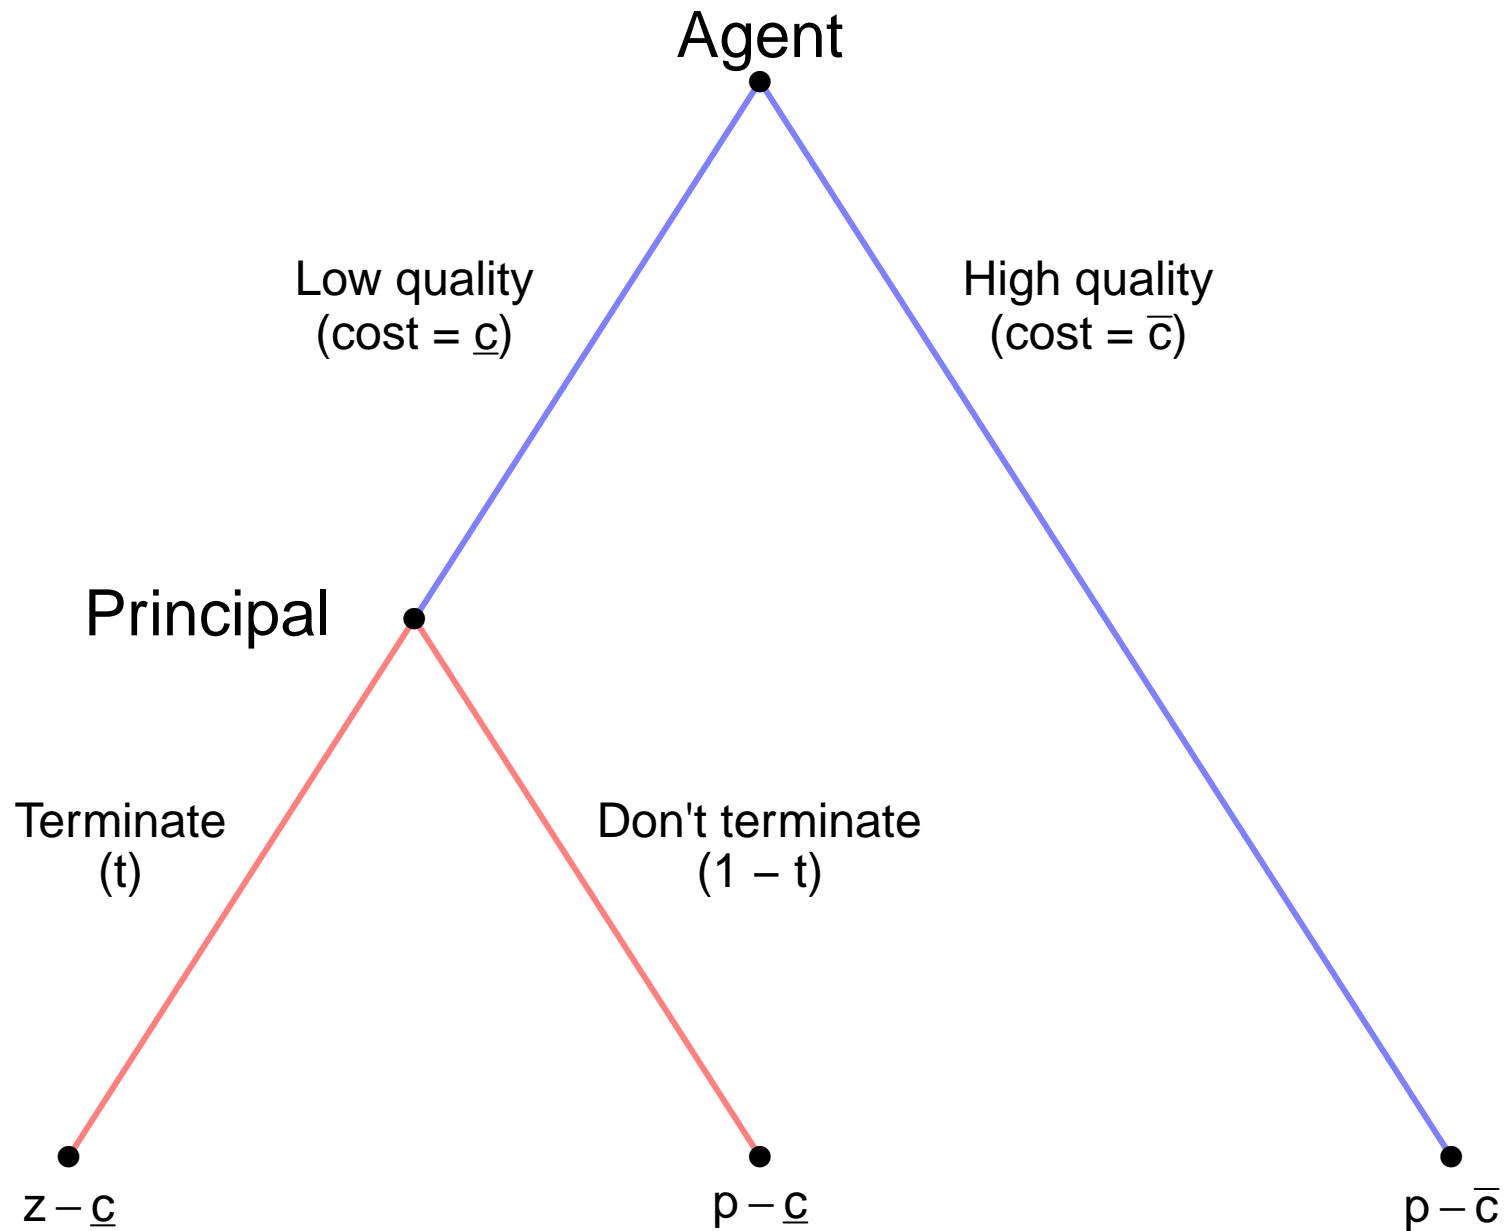 Agent
Low quality
(cost = c̲)
High quality
(cost = c̅)
Principal
Terminate
(t)
Don't terminate
(1 – t)
z – c̲
p – c̲
p – c̅